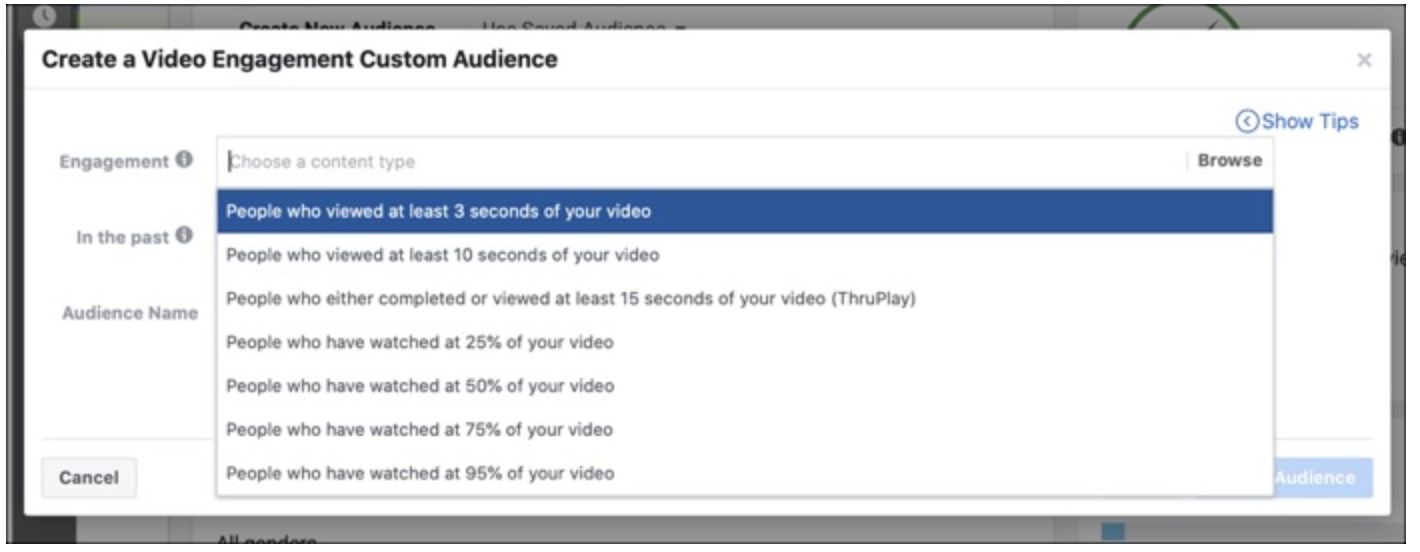 Create New Audience Use Saved Audience
Create a Video Engagement Custom Audience
Show Tips
Engagement
Choose a content type
Browse
People who viewed at least 3 seconds of your video
In the past
People who viewed at least 10 seconds of your video
People who either completed or viewed at least 15 seconds of your video (ThruPlay)
Audience Name
People who have watched at 25% of your video
People who have watched at 50% of your video
People who have watched at 75% of your video
People who have watched at 95% of your video
Cancel
Audience
All genders